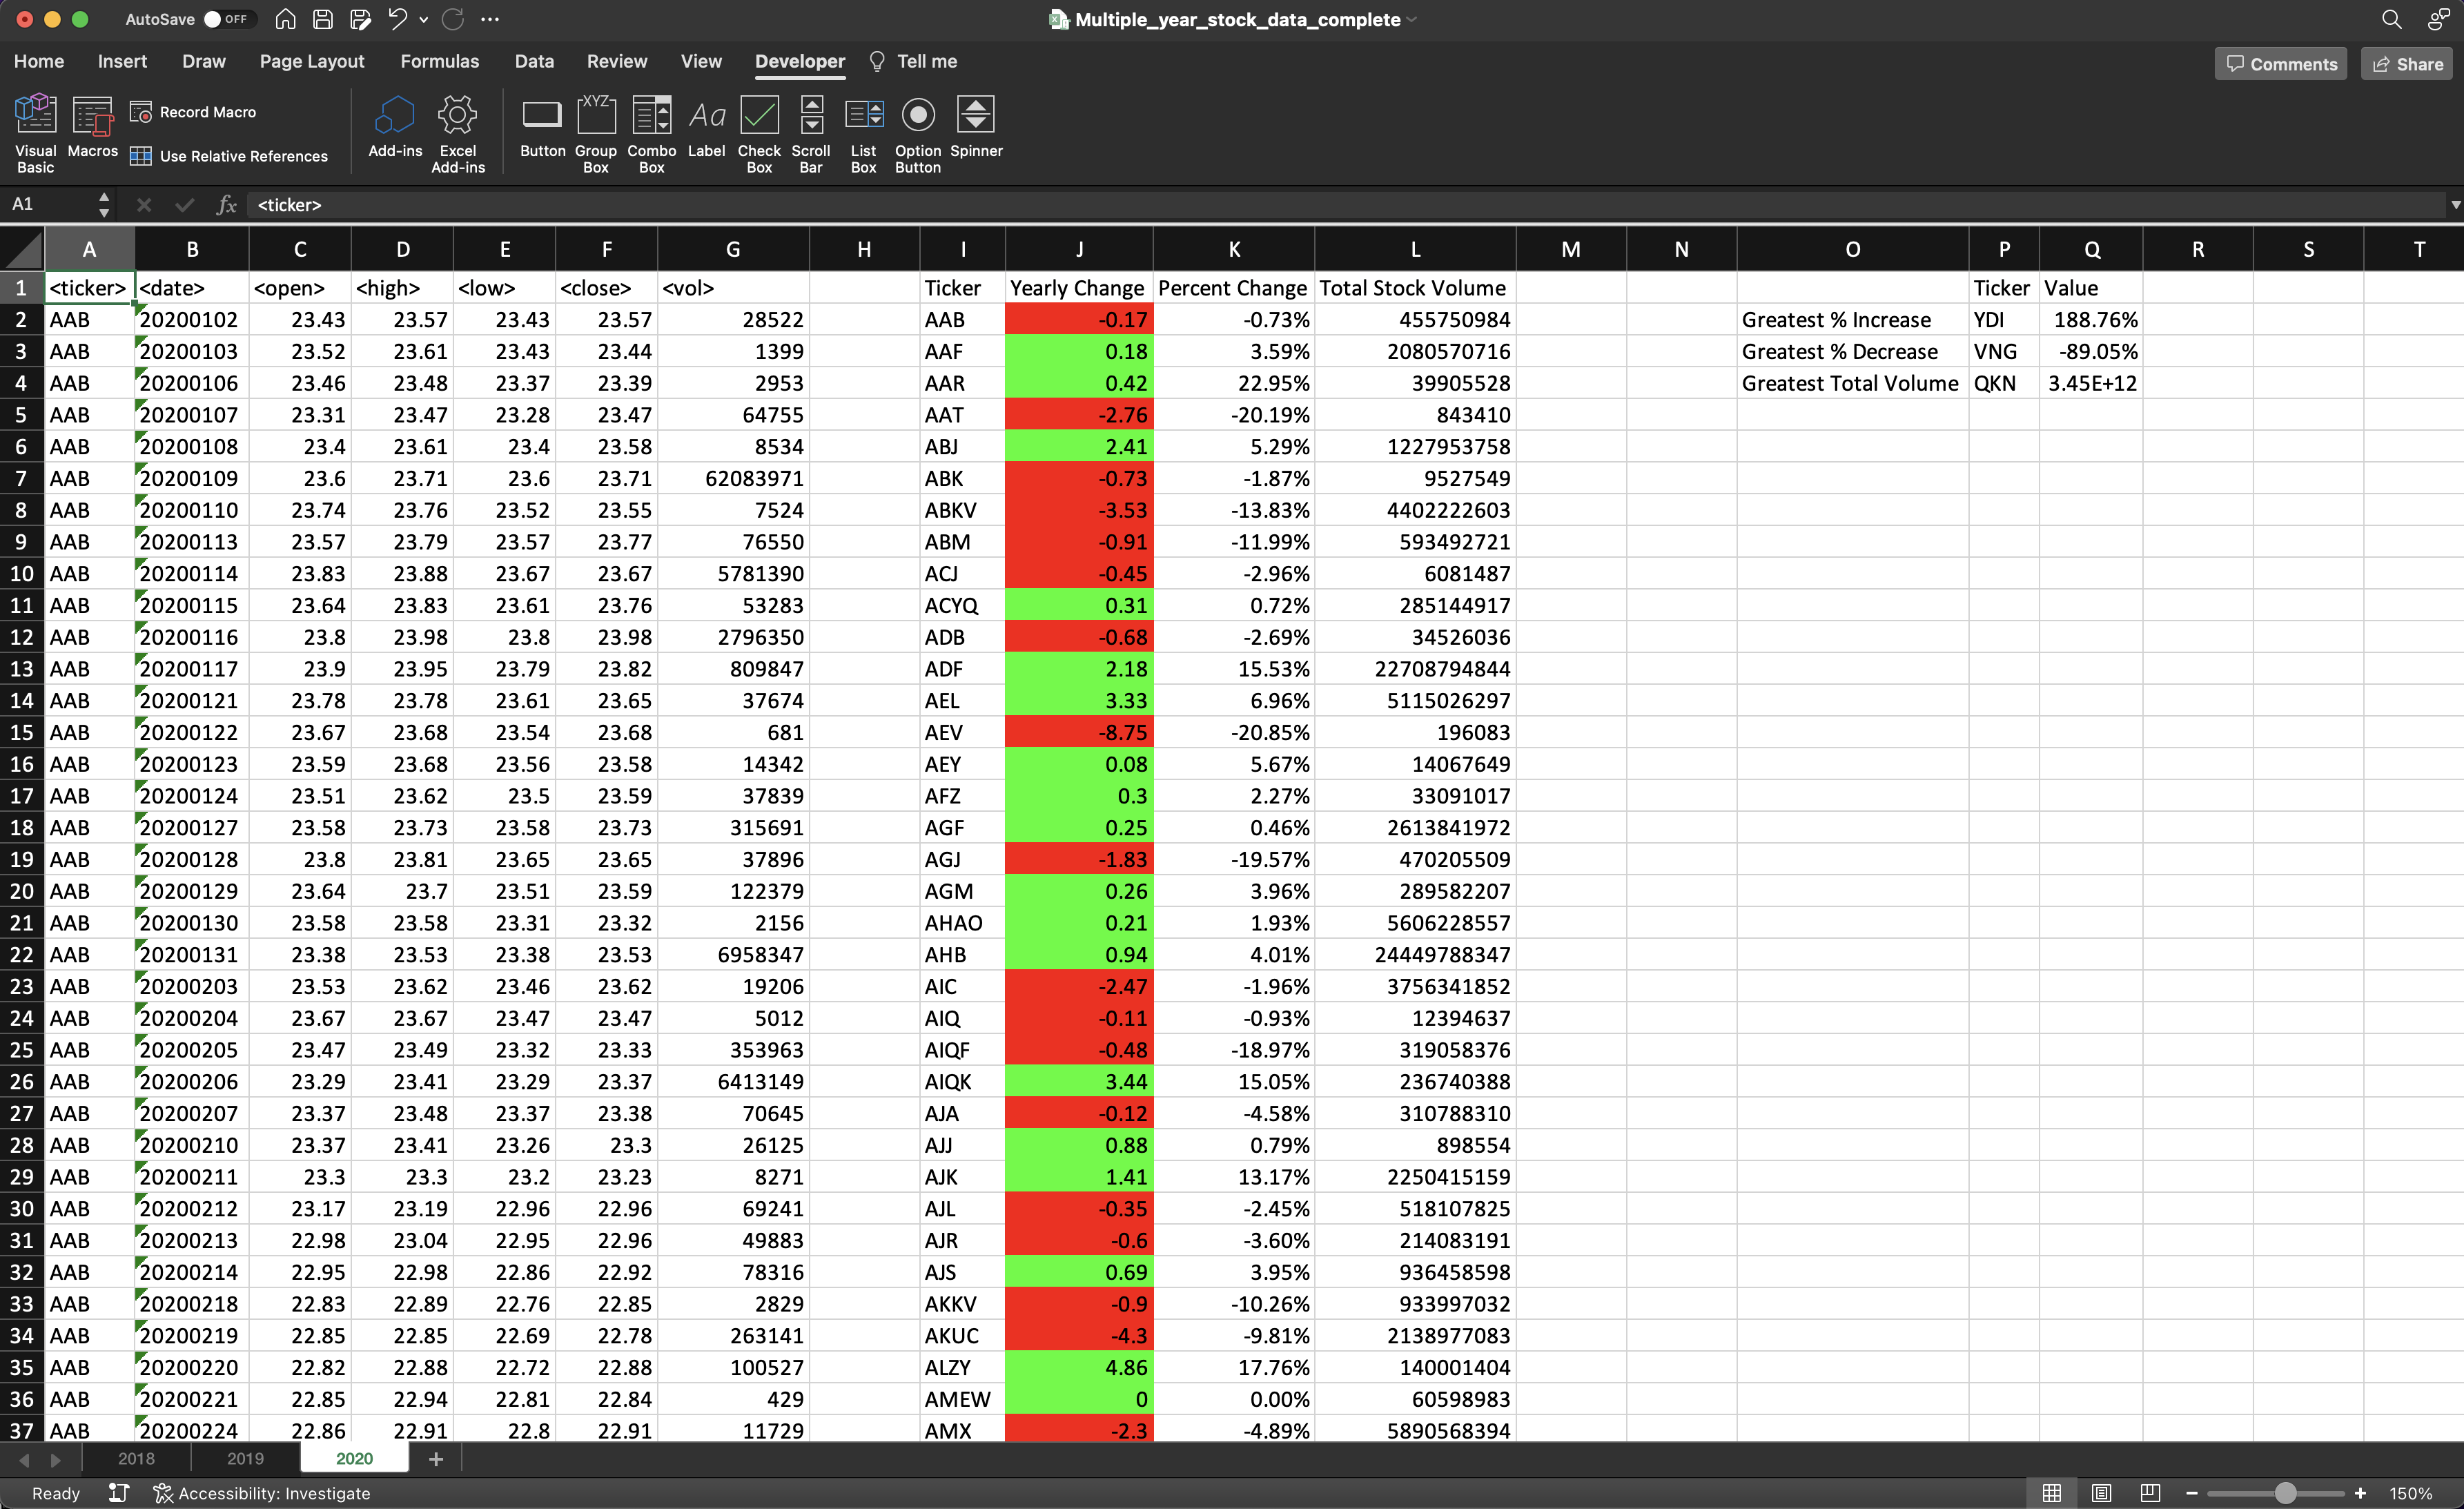 AutoSave OFF Multiple_year_stock_data_complete
Home Insert Draw Page Layout Formulas Data Review View Developer Tell me Comments Share
Visual Basic Macros Record Macro Use Relative References Add-ins Excel Add-ins Button XYZ Group Box Combo Box Aa Label Check Box Scroll Bar List Box Option Button Spinner
A1 fx <ticker>
A B C D E F G H I J K L M N O P Q R S T
1 <ticker> <date> <open> <high> <low> <close> <vol> Ticker Yearly Change Percent Change Total Stock Volume Ticker Value
2 AAB 20200102 23.43 23.57 23.43 23.57 28522 AAB -0.17 -0.73% 455750984 Greatest % Increase YDI 188.76%
3 AAB 20200103 23.52 23.61 23.43 23.44 1399 AAF 0.18 3.59% 2080570716 Greatest % Decrease VNG -89.05%
4 AAB 20200106 23.46 23.48 23.37 23.39 2953 AAR 0.42 22.95% 39905528 Greatest Total Volume QKN 3.45E+12
5 AAB 20200107 23.31 23.47 23.28 23.47 64755 AAT -2.76 -20.19% 843410
6 AAB 20200108 23.4 23.61 23.4 23.58 8534 ABJ 2.41 5.29% 1227953758
7 AAB 20200109 23.6 23.71 23.6 23.71 62083971 ABK -0.73 -1.87% 9527549
8 AAB 20200110 23.74 23.76 23.52 23.55 7524 ABKV -3.53 -13.83% 4402222603
9 AAB 20200113 23.57 23.79 23.57 23.77 76550 ABM -0.91 -11.99% 593492721
10 AAB 20200114 23.83 23.88 23.67 23.67 5781390 ACJ -0.45 -2.96% 6081487
11 AAB 20200115 23.64 23.83 23.61 23.76 53283 ACYQ 0.31 0.72% 285144917
12 AAB 20200116 23.8 23.98 23.8 23.98 2796350 ADB -0.68 -2.69% 34526036
13 AAB 20200117 23.9 23.95 23.79 23.82 809847 ADF 2.18 15.53% 22708794844
14 AAB 20200121 23.78 23.78 23.61 23.65 37674 AEL 3.33 6.96% 5115026297
15 AAB 20200122 23.67 23.68 23.54 23.68 681 AEV -8.75 -20.85% 196083
16 AAB 20200123 23.59 23.68 23.56 23.58 14342 AEY 0.08 5.67% 14067649
17 AAB 20200124 23.51 23.62 23.5 23.59 37839 AFZ 0.3 2.27% 33091017
18 AAB 20200127 23.58 23.73 23.58 23.73 315691 AGF 0.25 0.46% 2613841972
19 AAB 20200128 23.8 23.81 23.65 23.65 37896 AGJ -1.83 -19.57% 470205509
20 AAB 20200129 23.64 23.7 23.51 23.59 122379 AGM 0.26 3.96% 289582207
21 AAB 20200130 23.58 23.58 23.31 23.32 2156 AHAO 0.21 1.93% 5606228557
22 AAB 20200131 23.38 23.53 23.38 23.53 6958347 AHB 0.94 4.01% 24449788347
23 AAB 20200203 23.53 23.62 23.46 23.62 19206 AIC -2.47 -1.96% 3756341852
24 AAB 20200204 23.67 23.67 23.47 23.47 5012 AIQ -0.11 -0.93% 12394637
25 AAB 20200205 23.47 23.49 23.32 23.33 353963 AIQF -0.48 -18.97% 319058376
26 AAB 20200206 23.29 23.41 23.29 23.37 6413149 AIQK 3.44 15.05% 236740388
27 AAB 20200207 23.37 23.48 23.37 23.38 70645 AJA -0.12 -4.58% 310788310
28 AAB 20200210 23.37 23.41 23.26 23.3 26125 AJJ 0.88 0.79% 898554
29 AAB 20200211 23.3 23.3 23.2 23.23 8271 AJK 1.41 13.17% 2250415159
30 AAB 20200212 23.17 23.19 22.96 22.96 69241 AJL -0.35 -2.45% 518107825
31 AAB 20200213 22.98 23.04 22.95 22.96 49883 AJR -0.6 -3.60% 214083191
32 AAB 20200214 22.95 22.98 22.86 22.92 78316 AJS 0.69 3.95% 936458598
33 AAB 20200218 22.83 22.89 22.76 22.85 2829 AKKV -0.9 -10.26% 933997032
34 AAB 20200219 22.85 22.85 22.69 22.78 263141 AKUC -4.3 -9.81% 2138977083
35 AAB 20200220 22.82 22.88 22.72 22.88 100527 ALZY 4.86 17.76% 140001404
36 AAB 20200221 22.85 22.94 22.81 22.84 429 AMEW 0 0.00% 60598983
37 AAB 20200224 22.86 22.91 22.8 22.91 11729 AMX -2.3 -4.89% 5890568394
2018 2019 2020 +
Ready Accessibility: Investigate 150%